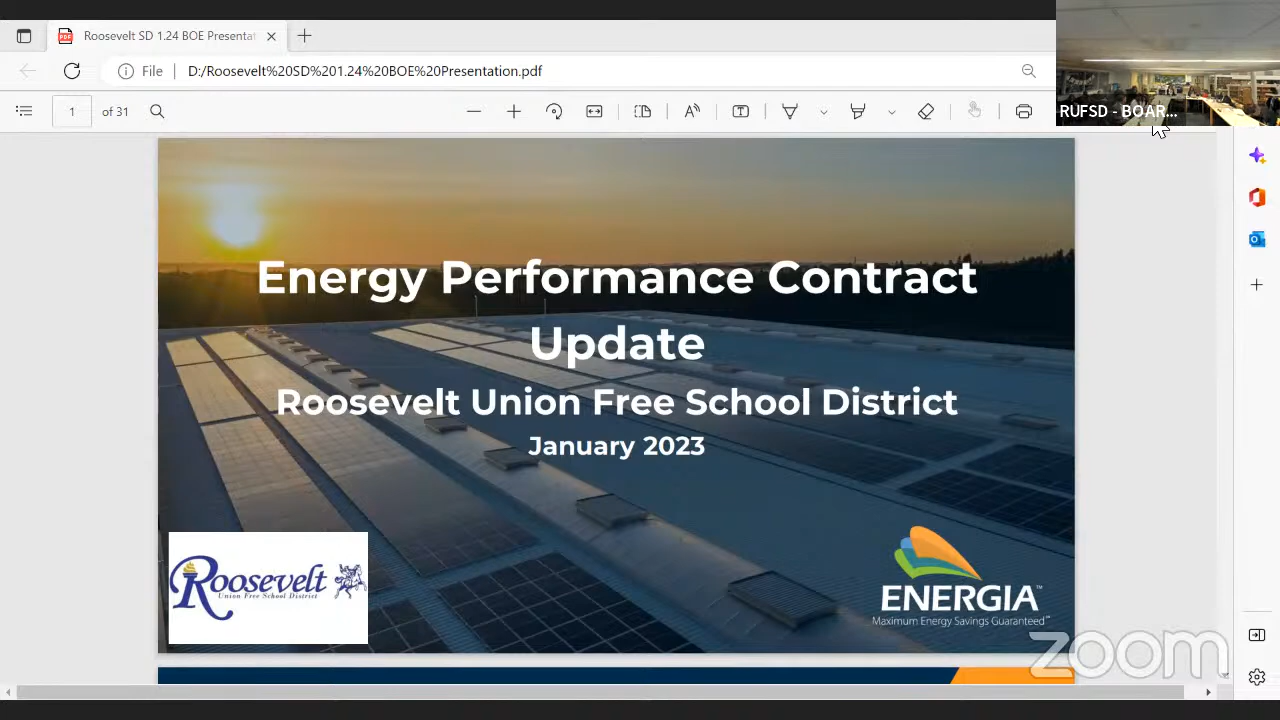 Roosevelt SD 1.24 BOE Presentat
File
D:/Roosevelt%20SD%201.24%20BOE%20Presentation.pdf
RUFSD - BOAR...
1
of 31
Energy Performance Contract
Update
Roosevelt Union Free School District
January 2023
Roosevelt
Union Free School District
ENERGIA™
Maximum Energy Savings Guaranteed℠
zoom